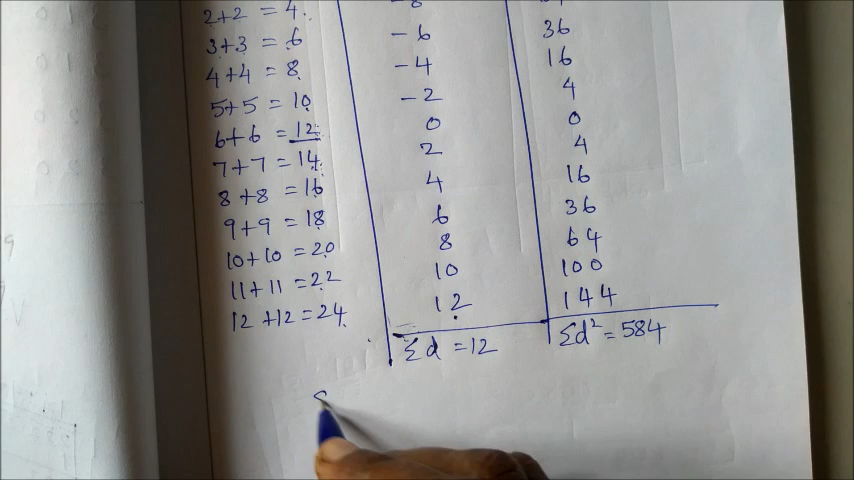 2+2 = 4 -8
3+3 = 6 -6 36
4+4 = 8 -4 16
5+5 = 10 -2 4
6+6 = 12 0 0
7+7 = 14 2 4
8+8 = 16 4 16
9+9 = 18 6 36
10+10 = 20 8 64
11+11 = 22 10 100
12+12 = 24 12 144
Σd = 12 Σd² = 584